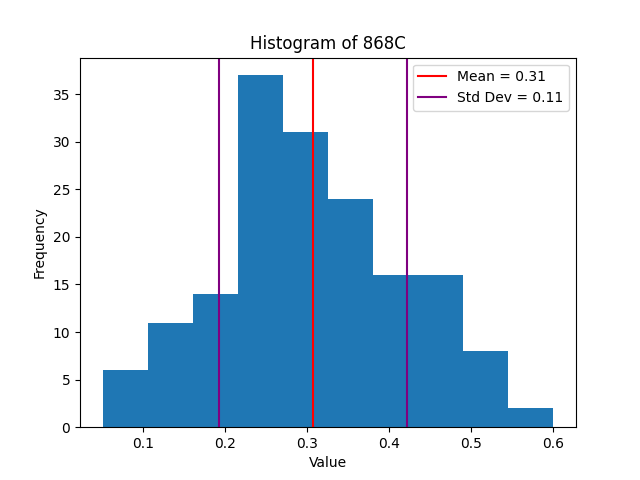 Histogram of 868C
Mean = 0.31
Std Dev = 0.11
35
30
25
20
15
10
5
0
Frequency
0.1 0.2 0.3 0.4 0.5 0.6
Value